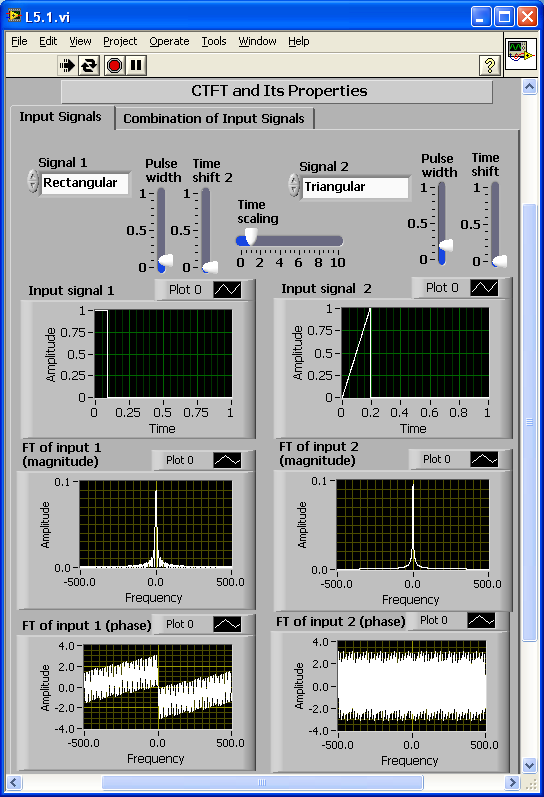 L5.1.vi
File Edit View Project Operate Tools Window Help
?
CTFT and Its Properties
Input Signals
Combination of Input Signals
Signal 1
Rectangular
Pulse width
1
0.5
0
Time shift 2
1
0.5
0
Time scaling
0 2 4 6 8 10
Signal 2
Triangular
Pulse width
1
0.5
0
Time shift
1
0.5
0
Input signal 1
Plot 0
Amplitude
1
0.75
0.5
0.25
0
0 0.25 0.5 0.75 1
Time
Input signal 2
Plot 0
Amplitude
1
0.75
0.5
0.25
0
0 0.2 0.4 0.6 0.8 1
Time
FT of input 1
(magnitude)
Plot 0
Amplitude
0.1
0.0
-500.0 0.0 500.0
Frequency
FT of input 2
(magnitude)
Plot 0
Amplitude
0.1
0.0
-500.0 0.0 500.0
Frequency
FT of input 1 (phase)
Plot 0
Amplitude
4.0
2.0
0.0
-2.0
-4.0
-500.0 0.0 500.0
Frequency
FT of input 2 (phase)
Plot 0
Amplitude
4.0
2.0
0.0
-2.0
-4.0
-500.0 0.0 500.0
Frequency